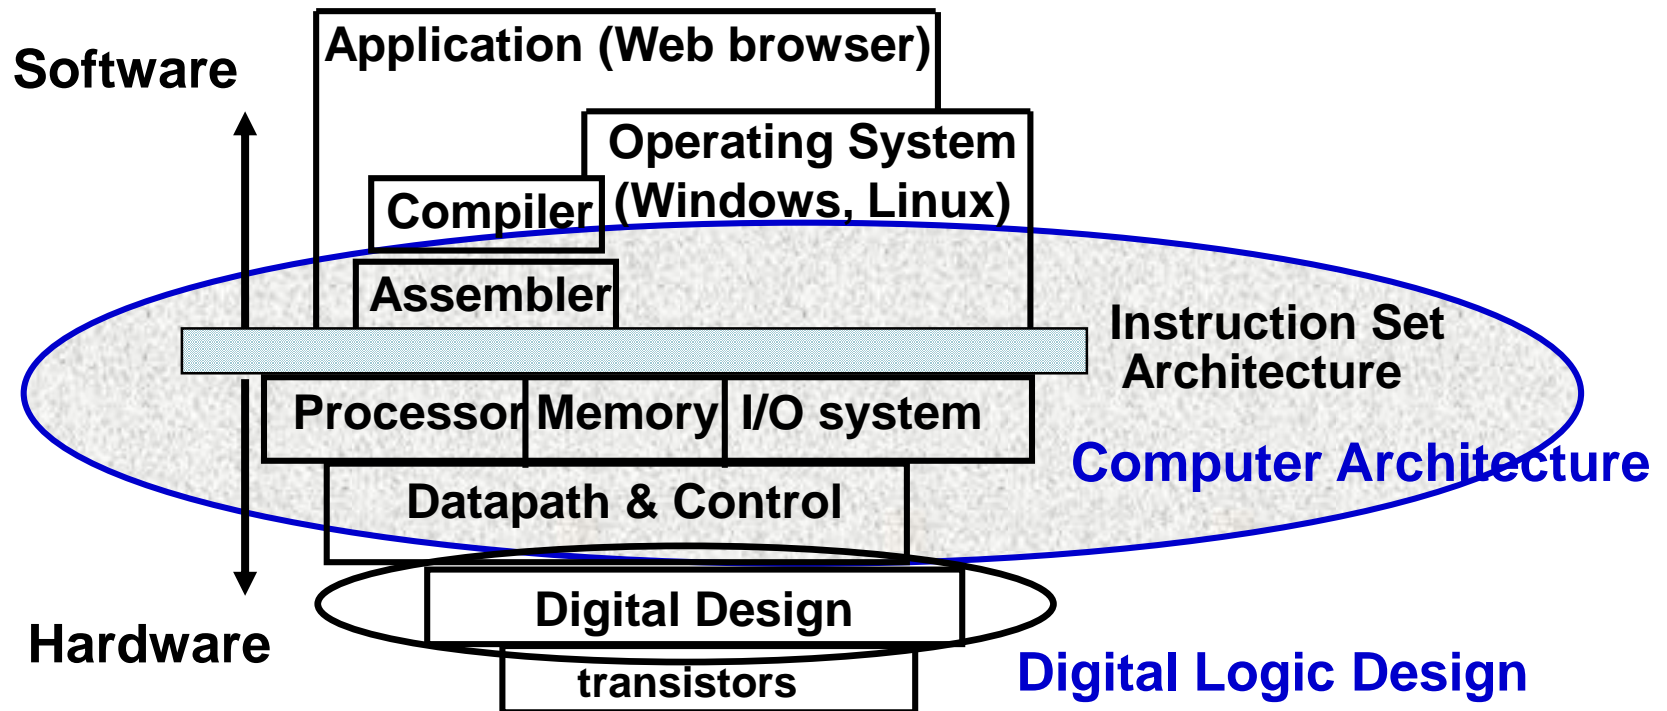 Application (Web browser)
Software
Operating System
(Windows, Linux)
Compiler
Assembler
Instruction Set
Architecture
Processor Memory I/O system
Computer Architecture
Datapath & Control
Digital Design
Hardware
transistors
Digital Logic Design